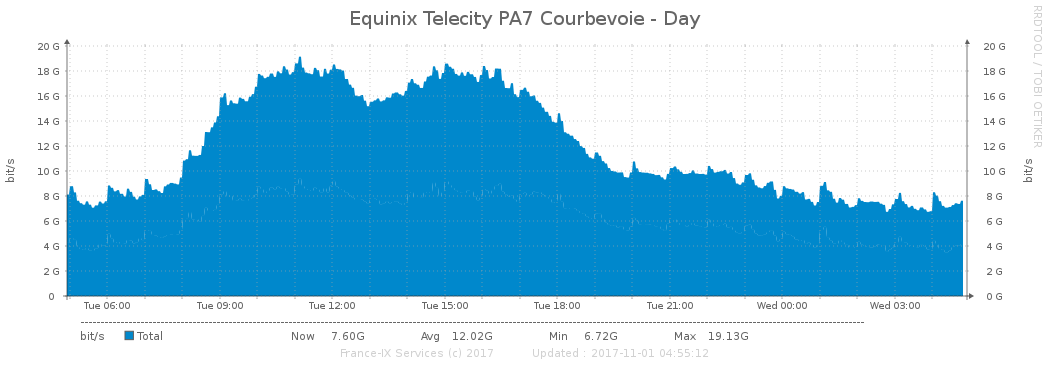 Equinix Telecity PA7 Courbevoie - Day
RRDTOOL / TOBI OETIKER
bit/s
20 G 20 G
18 G 18 G
16 G 16 G
14 G 14 G
12 G 12 G
10 G 10 G
8 G 8 G
6 G 6 G
4 G 4 G
2 G 2 G
0 0 G
bit/s
Tue 06:00 Tue 09:00 Tue 12:00 Tue 15:00 Tue 18:00 Tue 21:00 Wed 00:00 Wed 03:00
bit/s Total Now 7.60G Avg 12.02G Min 6.72G Max 19.13G
France-IX Services (c) 2017 Updated : 2017-11-01 04:55:12